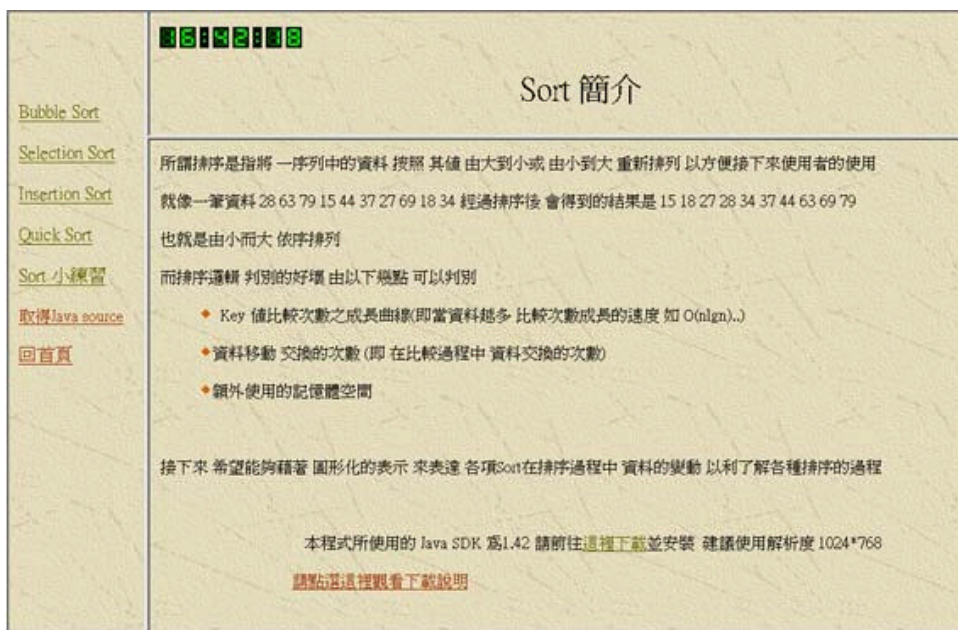 16:42:18
Sort 簡介
Bubble Sort
Selection Sort
Insertion Sort
Quick Sort
Sort 小練習
取得Java source
回首頁
所謂排序是指將 一序列中的資料 按照 其值 由大到小或 由小到大 重新排列 以方便接下來使用者的使用
就像一筆資料 28 63 79 15 44 37 27 69 18 34 經過排序後 會得到的結果是 15 18 27 28 34 37 44 63 69 79
也就是由小而大 依序排列
而排序邏輯 判別的好壞 由以下幾點 可以判別
Key 值比較次數之成長曲線(即當資料越多 比較次數成長的速度 如 O(nlgn)..)
資料移動 交換的次數 (即 在比較過程中 資料交換的次數)
額外使用的記憶體空間
接下來 希望能夠藉著 圖形化的表示 來表達 各項Sort在排序過程中 資料的變動 以利了解各種排序的過程
本程式所使用的 Java SDK 為1.42 請前往這裡下載並安裝 建議使用解析度 1024*768
請點選這裡觀看下載說明